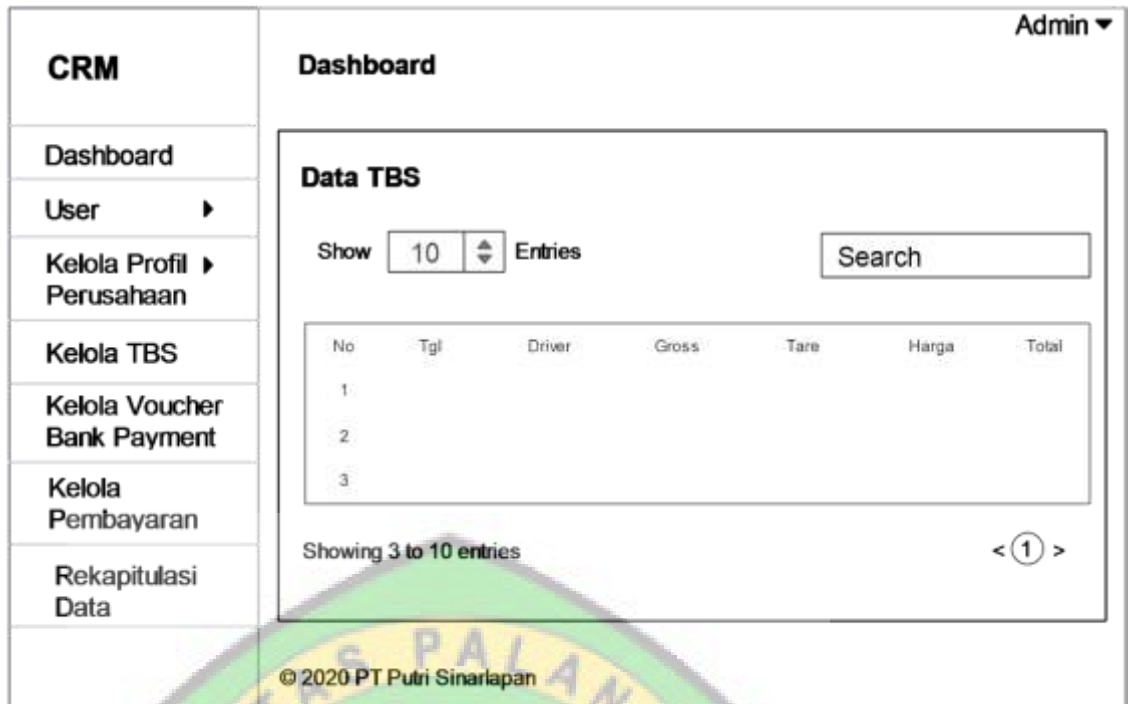 Admin
CRM
Dashboard
Dashboard
User
Kelola Profil
Perusahaan
Kelola TBS
Kelola Voucher
Bank Payment
Kelola
Pembayaran
Rekapitulasi
Data
Data TBS
Show 10 Entries
Search
No Tgl Driver Gross Tare Harga Total
1
2
3
Showing 3 to 10 entries
< 1 >
© 2020 PT Putri Sinarlapan
AS PALAN